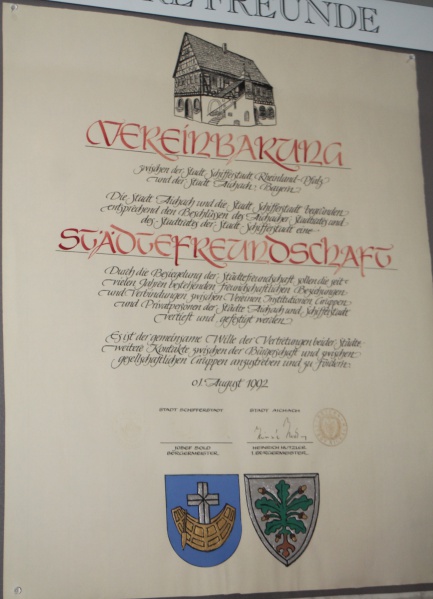 FREUNDE
VEREINBARUNG
zwischen der Stadt Schifferstadt, Rheinland-Pfalz
und der Stadt Aichach, Bayern
Die Stadt Aichach und die Stadt Schifferstadt begründen
entsprechend den Beschlüssen des Aichacher Stadtrates und
des Stadtrates der Stadt Schifferstadt eine
STÄDTEFREUNDSCHAFT
Durch die Besiegelung der Städtefreundschaft sollen die seit
vielen Jahren bestehenden freundschaftlichen Beziehungen
und Verbindungen zwischen Vereinen Institutionen Gruppen
und Privatpersonen der Städte Aichach und Schifferstadt
vertieft und gefestigt werden.
Es ist der gemeinsame Wille der Vertretungen beider Städte,
weitere Kontakte zwischen der Bürgerschaft und zwischen
gesellschaftlichen Gruppen anzustreben und zu fördern.
01. August 1992
STADT SCHIFFERSTADT STADT AICHACH
JOSEF SOLD HEINRICH HUTZLER
BÜRGERMEISTER 1. BÜRGERMEISTER